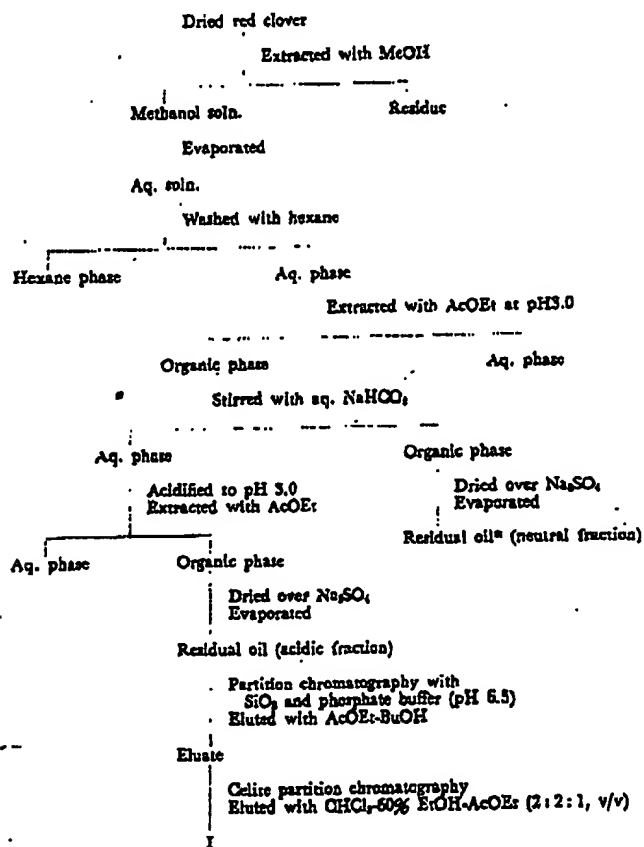 Dried red clover
Extracted with MeOH
Methanol soln.
Residue
Evaporated
Aq. soln.
Washed with hexane
Hexane phase
Aq. phase
Extracted with AcOEt at pH3.0
Organic phase
Aq. phase
Stirred with aq. NaHCO₃
Aq. phase
Organic phase
Acidified to pH 3.0
Extracted with AcOEt
Dried over Na₂SO₄
Evaporated
Residual oil* (neutral fraction)
Aq. phase
Organic phase
Dried over Na₂SO₄
Evaporated
Residual oil (acidic fraction)
Partition chromatography with
SiO₂ and phosphate buffer (pH 6.5)
Eluted with AcOEt-BuOH
Eluate
Celite partition chromatography
Eluted with CHCl₃-60% EtOH-AcOEt (2:2:1, v/v)
I